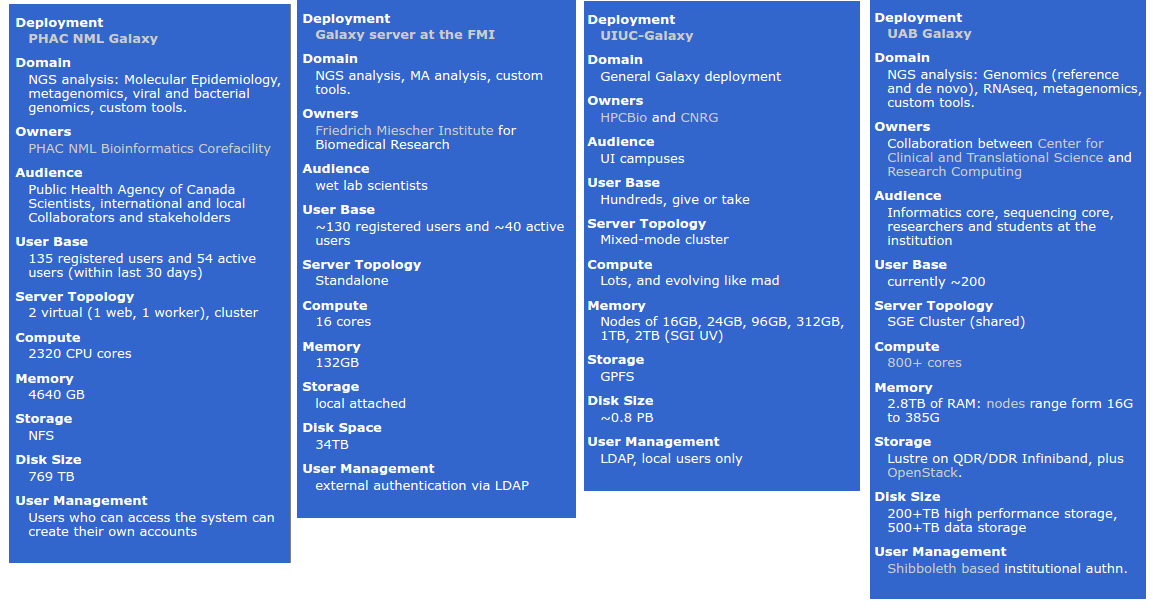 Deployment
PHAC NML Galaxy
Domain
NGS analysis: Molecular Epidemiology,
metagenomics, viral and bacterial
genomics, custom tools.
Owners
PHAC NML Bioinformatics Corefacility
Audience
Public Health Agency of Canada
Scientists, international and local
Collaborators and stakeholders
User Base
135 registered users and 54 active
users (within last 30 days)
Server Topology
2 virtual (1 web, 1 worker), cluster
Compute
2320 CPU cores
Memory
4640 GB
Storage
NFS
Disk Size
769 TB
User Management
Users who can access the system can
create their own accounts
Deployment
Galaxy server at the FMI
Domain
NGS analysis, MA analysis, custom
tools.
Owners
Friedrich Miescher Institute for
Biomedical Research
Audience
wet lab scientists
User Base
~130 registered users and ~40 active
users
Server Topology
Standalone
Compute
16 cores
Memory
132GB
Storage
local attached
Disk Space
34TB
User Management
external authentication via LDAP
Deployment
UIUC-Galaxy
Domain
General Galaxy deployment
Owners
HPCBio and CNRG
Audience
UI campuses
User Base
Hundreds, give or take
Server Topology
Mixed-mode cluster
Compute
Lots, and evolving like mad
Memory
Nodes of 16GB, 24GB, 96GB, 312GB,
1TB, 2TB (SGI UV)
Storage
GPFS
Disk Size
~0.8 PB
User Management
LDAP, local users only
Deployment
UAB Galaxy
Domain
NGS analysis: Genomics (reference
and de novo), RNAseq, metagenomics,
custom tools.
Owners
Collaboration between Center for
Clinical and Translational Science and
Research Computing
Audience
Informatics core, sequencing core,
researchers and students at the
institution
User Base
currently ~200
Server Topology
SGE Cluster (shared)
Compute
800+ cores
Memory
2.8TB of RAM: nodes range form 16G
to 385G
Storage
Lustre on QDR/DDR Infiniband, plus
OpenStack.
Disk Size
200+TB high performance storage,
500+TB data storage
User Management
Shibboleth based institutional authn.